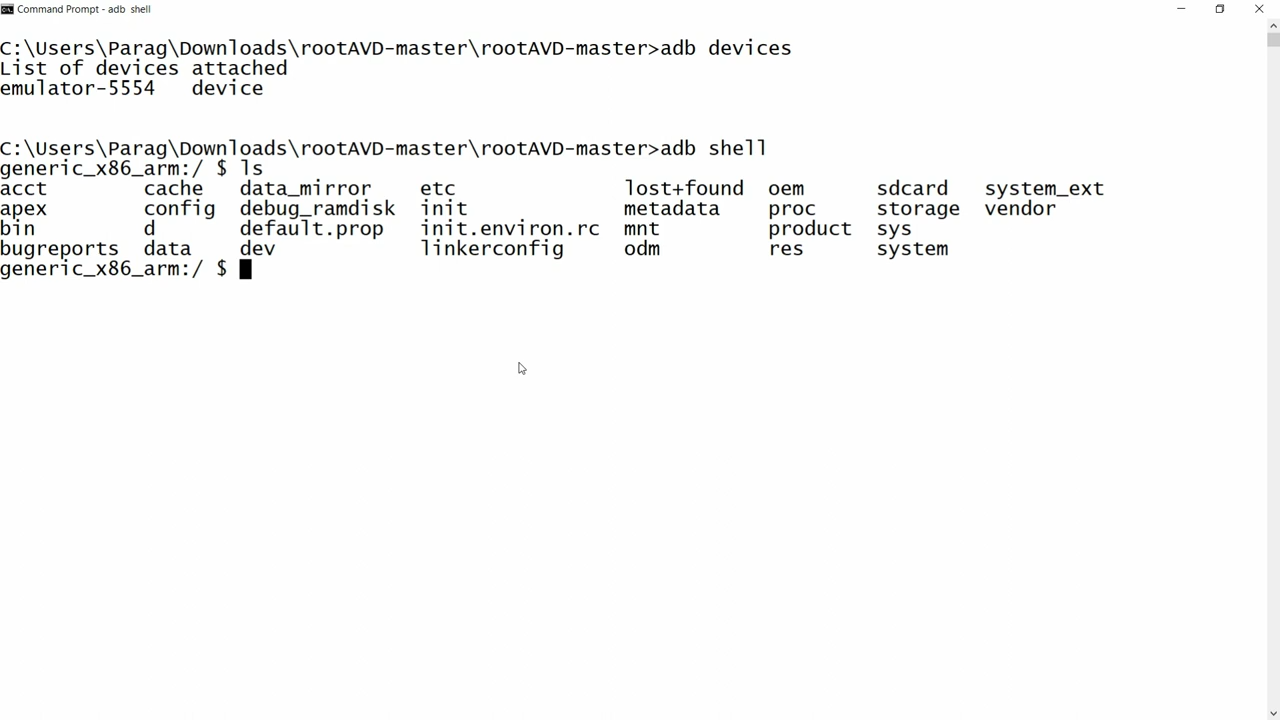 Command Prompt - adb shell
C:\Users\Parag\Downloads\rootAVD-master\rootAVD-master>adb devices
List of devices attached
emulator-5554   device
C:\Users\Parag\Downloads\rootAVD-master\rootAVD-master>adb shell
generic_x86_arm:/ $ ls
acct        cache   data_mirror    etc              lost+found  oem      sdcard   system_ext
apex        config  debug_ramdisk  init             metadata    proc     storage  vendor
bin         d       default.prop   init.environ.rc  mnt         product  sys
bugreports  data    dev            linkerconfig     odm         res      system
generic_x86_arm:/ $